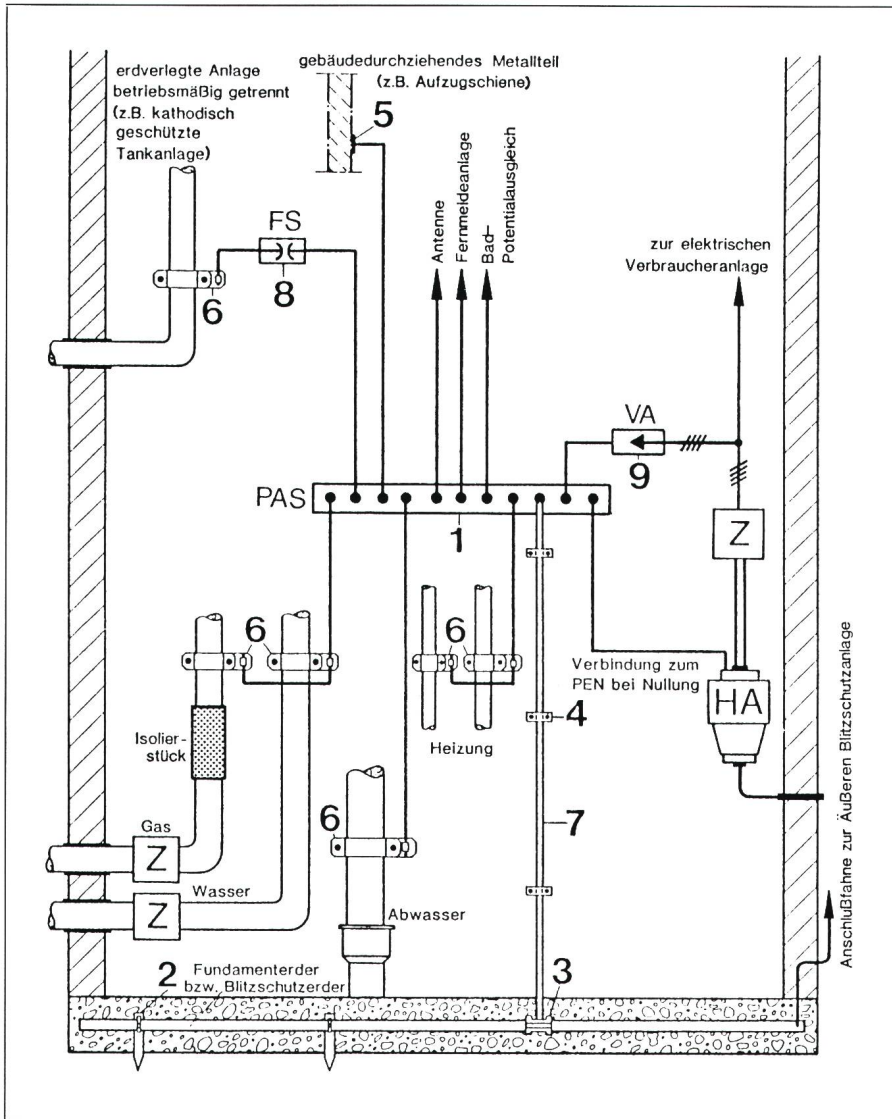 erdverlegte Anlage
betriebsmäßig getrennt
(z.B. kathodisch
geschützte
Tankanlage)
gebäudedurchziehendes Metallteil
(z.B. Aufzugschiene)
5
FS
8
6
Antenne
Fernmeldeanlage
Bad-
Potentialausgleich
zur elektrischen
Verbraucheranlage
VA
9
PAS
1
Z
6
6
Verbindung zum
PEN bei Nullung
HA
4
Heizung
Isolier-
stück
7
6
Gas
Z
Wasser
Z
Abwasser
Anschlußfahne zur Äußeren Blitzschutzanlage
2
Fundamenterder
bzw. Blitzschutzerder
3